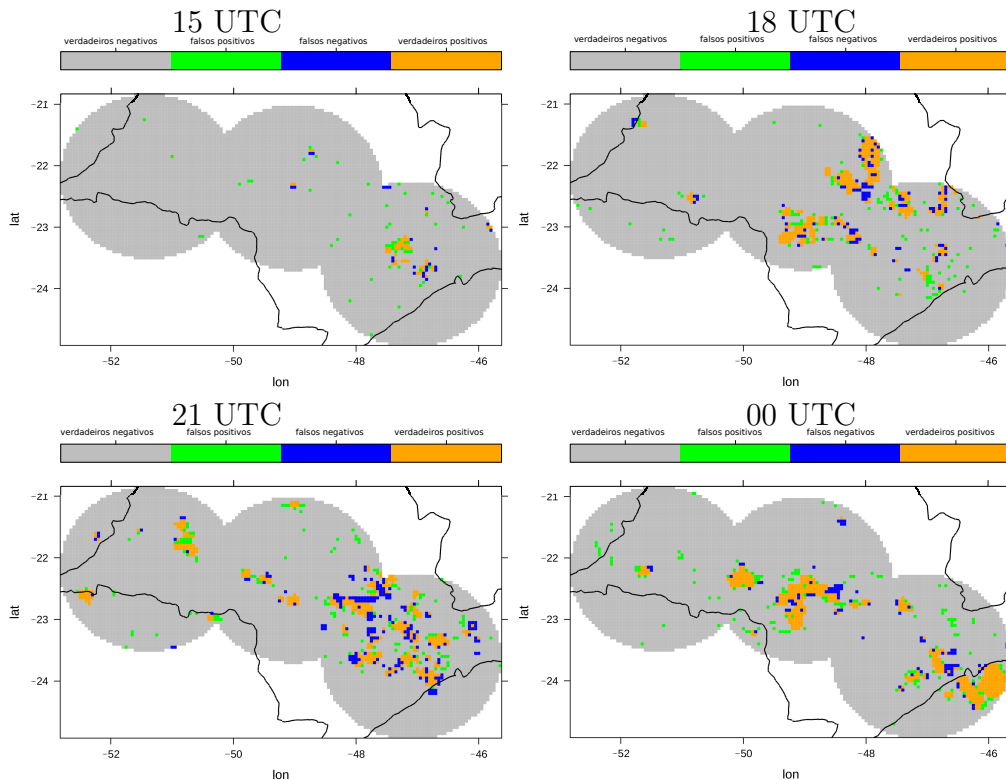 15 UTC
verdadeiros negativos falsos positivos falsos negativos verdadeiros positivos
lat
−21
−22
−23
−24
−52 −50 −48 −46
lon
18 UTC
verdadeiros negativos falsos positivos falsos negativos verdadeiros positivos
lat
−21
−22
−23
−24
−52 −50 −48 −46
lon
21 UTC
verdadeiros negativos falsos positivos falsos negativos verdadeiros positivos
lat
−21
−22
−23
−24
−52 −50 −48 −46
lon
00 UTC
verdadeiros negativos falsos positivos falsos negativos verdadeiros positivos
lat
−21
−22
−23
−24
−52 −50 −48 −46
lon